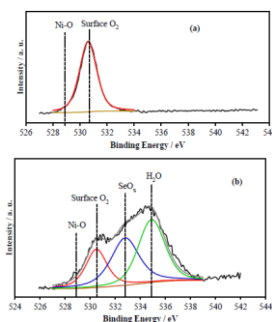 (a)
Surface O2
Ni-O
Intensity / a. u.
526 528 530 532 534 536 538 540 542 544
Binding Energy / eV
(b)
H2O
SeOx
Surface O2
Ni-O
Intensity / a. u.
526 528 530 532 534 536 538 540 542 544
Binding Energy / eV